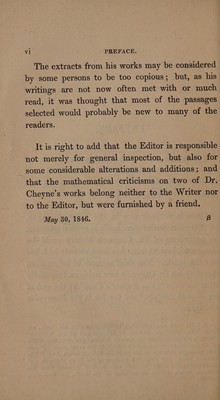 vi PREFACE.
The extracts from his works may be considered
by some persons to be too copious; but, as his
writings are not now often met with or much
read, it was thought that most of the passages
selected would probably be new to many of the
readers.
It is right to add that the Editor is responsible
not merely for general inspection, but also for
some considerable alterations and additions; and
that the mathematical criticisms on two of Dr.
Cheyne's works belong neither to the Writer nor
to the Editor, but were furnished by a friend.
May 30, 1846. β